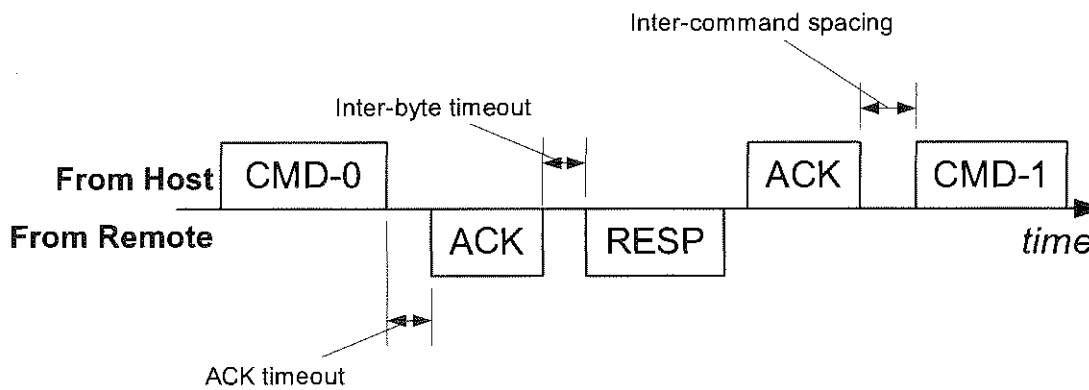 Inter-command spacing
Inter-byte timeout
From Host
CMD-0
ACK
CMD-1
From Remote
ACK
RESP
time
ACK timeout